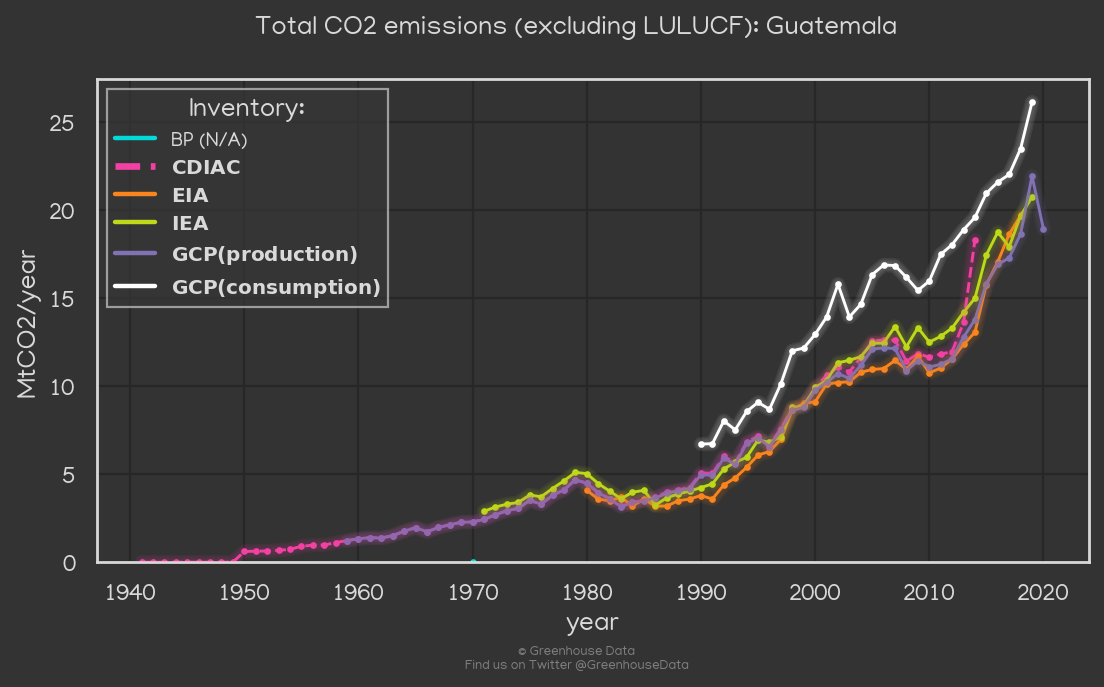 Total CO2 emissions (excluding LULUCF): Guatemala
Inventory:
BP (N/A)
CDIAC
EIA
IEA
GCP(production)
GCP(consumption)
MtCO2/year
25
20
15
10
5
0
1940 1950 1960 1970 1980 1990 2000 2010 2020
year
© Greenhouse Data
Find us on Twitter @GreenhouseData